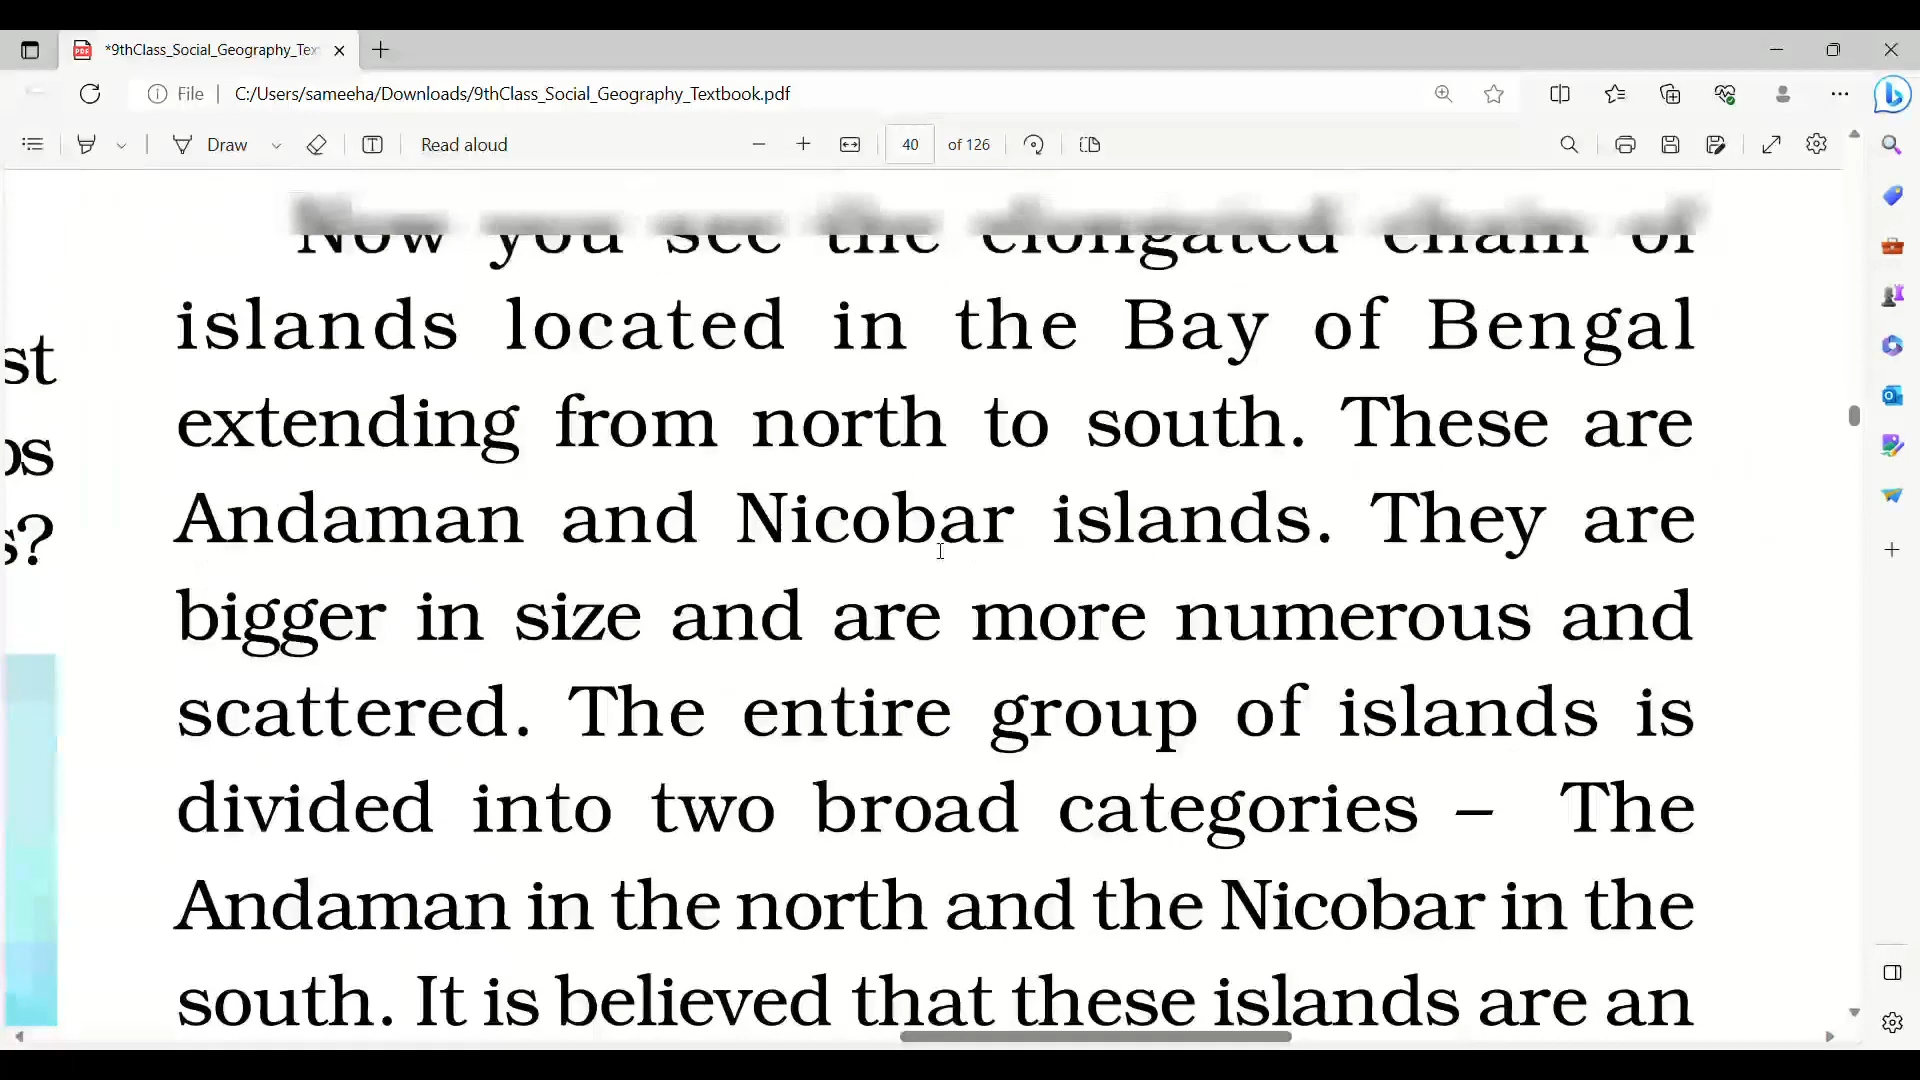 *9thClass_Social_Geography_Tex
File
C:/Users/sameeha/Downloads/9thClass_Social_Geography_Textbook.pdf
Draw
Read aloud
40 of 126
Now you see the elongated chain of
islands located in the Bay of Bengal
extending from north to south. These are
Andaman and Nicobar islands. They are
bigger in size and are more numerous and
scattered. The entire group of islands is
divided into two broad categories – The
Andaman in the north and the Nicobar in the
south. It is believed that these islands are an
st
s?